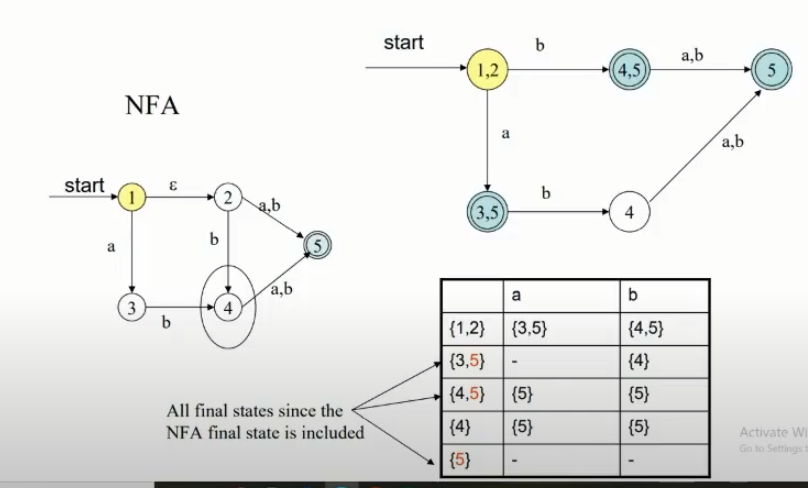 NFA
start
1
ε
2
a,b
a
b
5
3
b
4
a,b
start
1,2
b
4,5
a,b
5
a
a,b
3,5
b
4
a b
{1,2} {3,5} {4,5}
{3,5} - {4}
{4,5} {5} {5}
{4} {5} {5}
{5} - -
All final states since the
NFA final state is included
Activate Wi
Go to Settings t